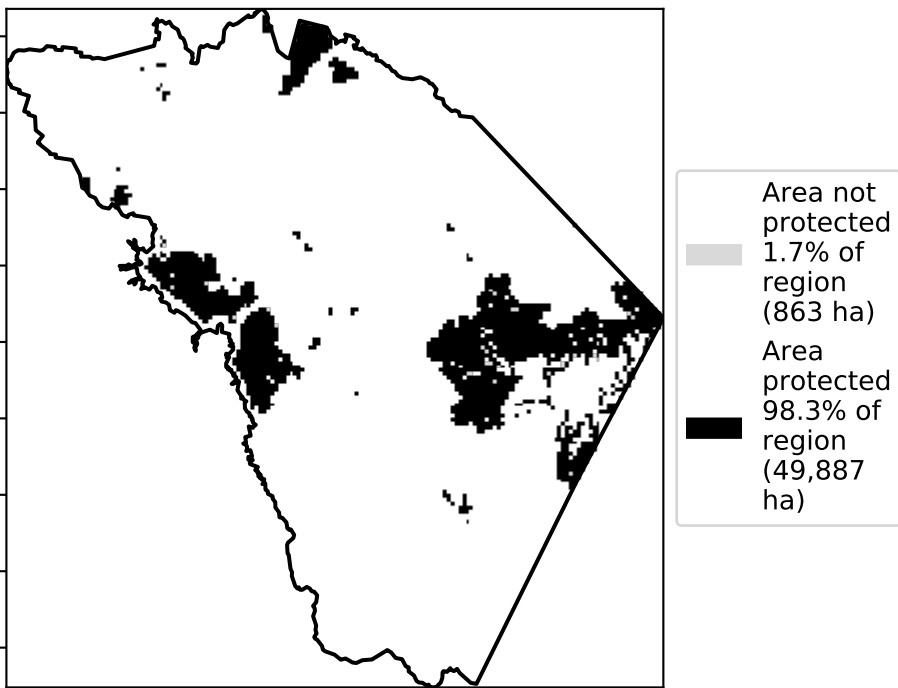 Area not
protected
1.7% of
region
(863 ha)
Area
protected
98.3% of
region
(49,887
ha)